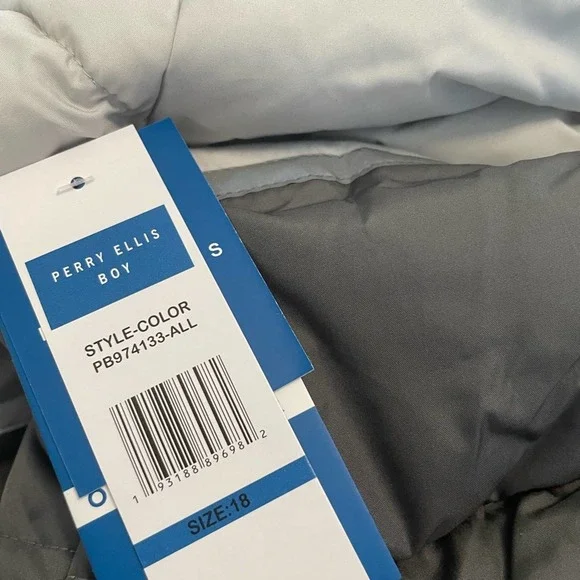 PERRY ELLIS
BOY
S
STYLE-COLOR
PB974133-ALL
1 93188 89698 2
O
SIZE:18